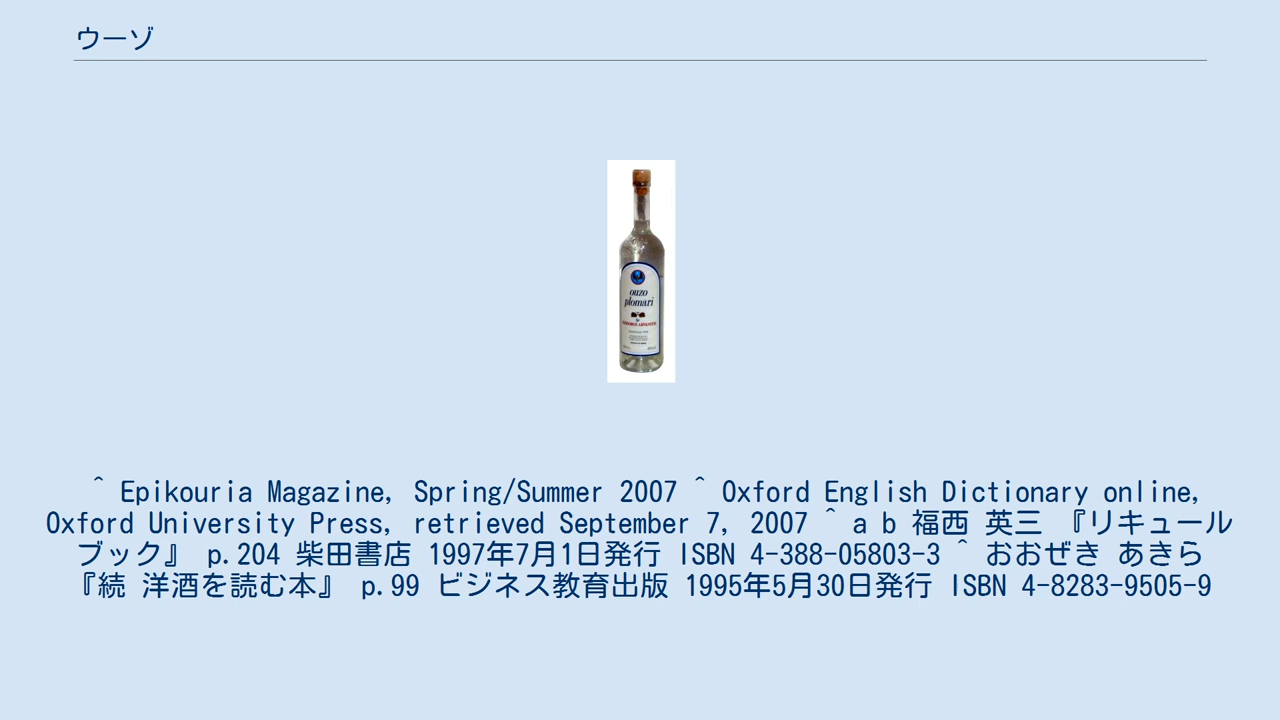 ウーゾ
ouzo
plomari
^ Epikouria Magazine, Spring/Summer 2007 ^ Oxford English Dictionary online,
Oxford University Press, retrieved September 7, 2007 ^ a b 福西 英三 『リキュール
ブック』 p.204 柴田書店 1997年7月1日発行 ISBN 4-388-05803-3 ^ おおぜき あきら
『続 洋酒を読む本』 p.99 ビジネス教育出版 1995年5月30日発行 ISBN 4-8283-9505-9